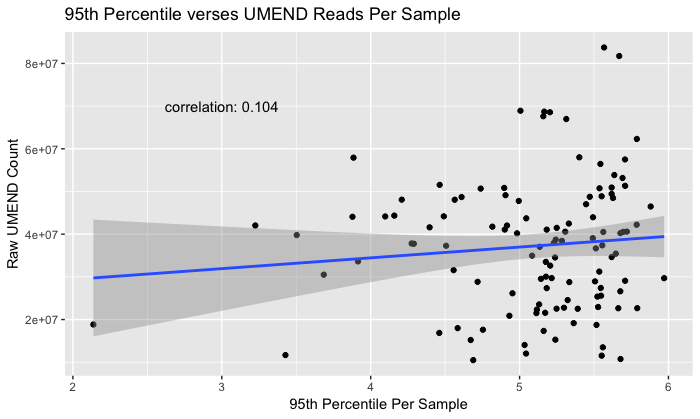 95th Percentile verses UMEND Reads Per Sample
8e+07
6e+07
4e+07
2e+07
Raw UMEND Count
correlation: 0.104
2 3 4 5 6
95th Percentile Per Sample